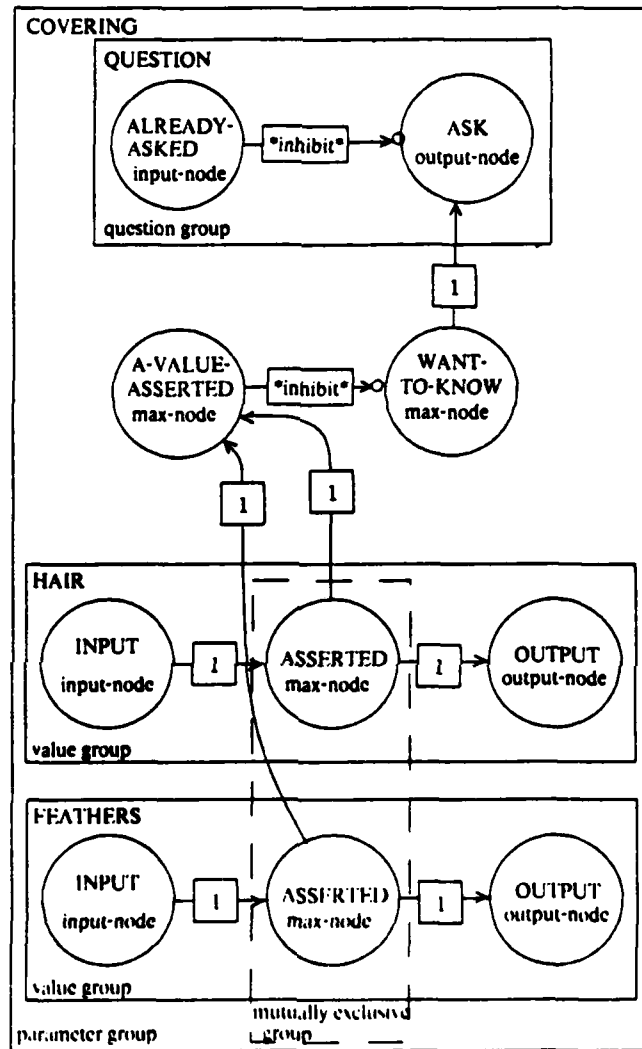 COVERING
QUESTION
ALREADY-
ASKED
input-node
*inhibit*
ASK
output-node
question group
1
A-VALUE-
ASSERTED
max-node
*inhibit*
WANT-
TO-KNOW
max-node
1
1
HAIR
INPUT
input-node
1
ASSERTED
max-node
1
OUTPUT
output-node
value group
FEATHERS
INPUT
input-node
1
ASSERTED
max-node
1
OUTPUT
output-node
value group
mutually exclusive
group
parameter group